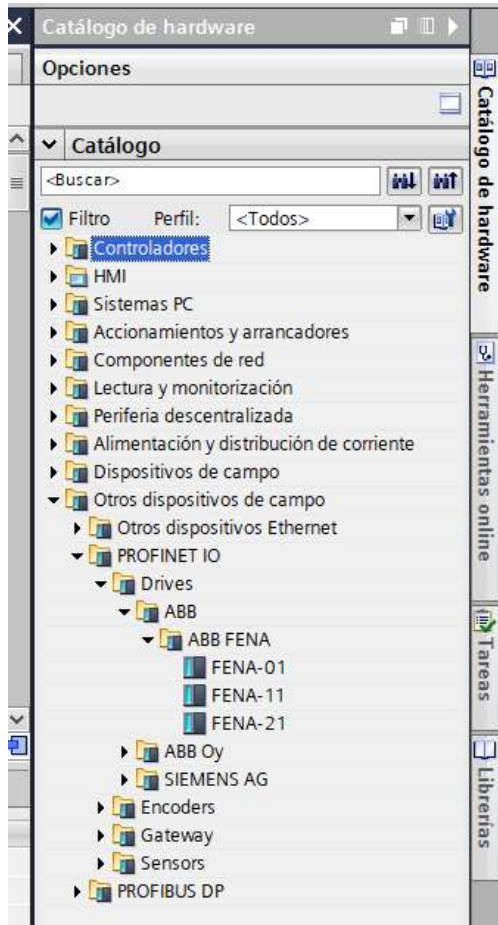 Catálogo de hardware
Opciones
Catálogo
<Buscar>
Filtro Perfil: <Todos>
Controladores
HMI
Sistemas PC
Accionamientos y arrancadores
Componentes de red
Lectura y monitorización
Periferia descentralizada
Alimentación y distribución de corriente
Dispositivos de campo
Otros dispositivos de campo
Otros dispositivos Ethernet
PROFINET IO
Drives
ABB
ABB FENA
FENA-01
FENA-11
FENA-21
ABB Oy
SIEMENS AG
Encoders
Gateway
Sensors
PROFIBUS DP
Catálogo de hardware
Herramientas online
Tareas
Librerías